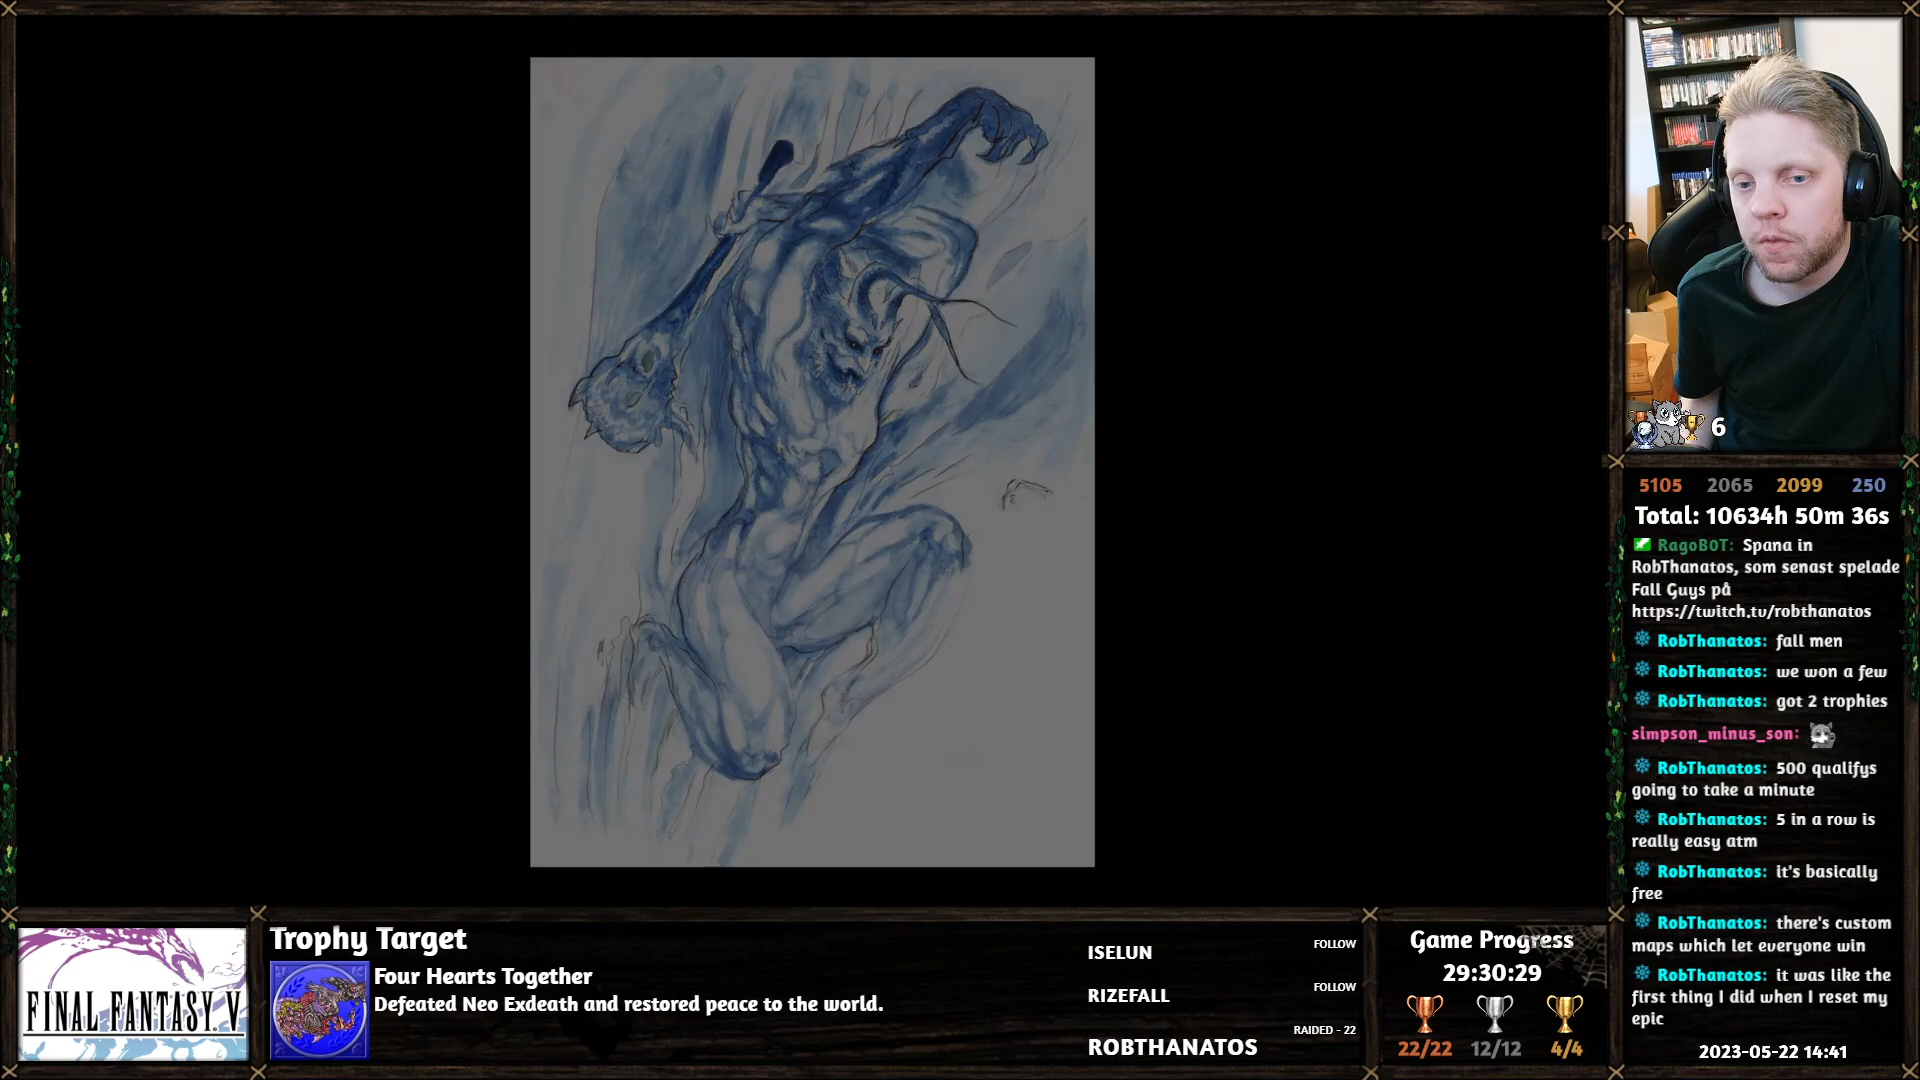 6
5105 2065 2099 250
Total: 10634h 50m 36s
RagoBOT: Spana in
RobThanatos, som senast spelade
Fall Guys på
https://twitch.tv/robthanatos
RobThanatos: fall men
RobThanatos: we won a few
RobThanatos: got 2 trophies
simpson_minus_son:
RobThanatos: 500 qualifys
going to take a minute
RobThanatos: 5 in a row is
really easy atm
RobThanatos: it's basically
free
RobThanatos: there's custom
maps which let everyone win
RobThanatos: it was like the
first thing I did when I reset my
epic
2023-05-22 14:41
FINAL FANTASY. V
Trophy Target
Four Hearts Together
Defeated Neo Exdeath and restored peace to the world.
ISELUN FOLLOW
RIZEFALL FOLLOW
ROBTHANATOS RAIDED - 22
Game Progress
29:30:29
22/22 12/12 4/4